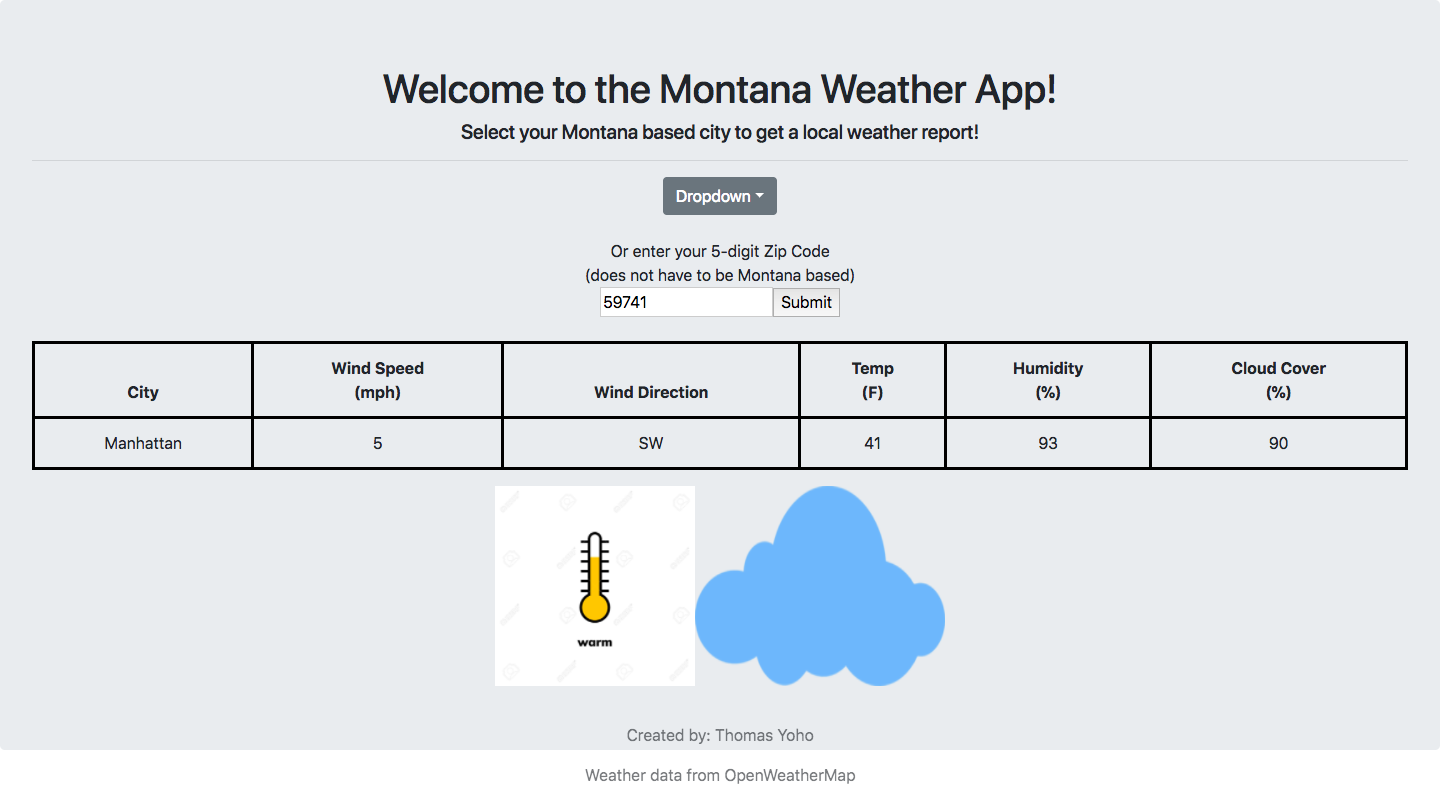 Welcome to the Montana Weather App!
Select your Montana based city to get a local weather report!
Dropdown
Or enter your 5-digit Zip Code
(does not have to be Montana based)
59741 Submit
City Wind Speed (mph) Wind Direction Temp (F) Humidity (%) Cloud Cover (%)
Manhattan 5 SW 41 93 90
warm
Created by: Thomas Yoho
Weather data from OpenWeatherMap